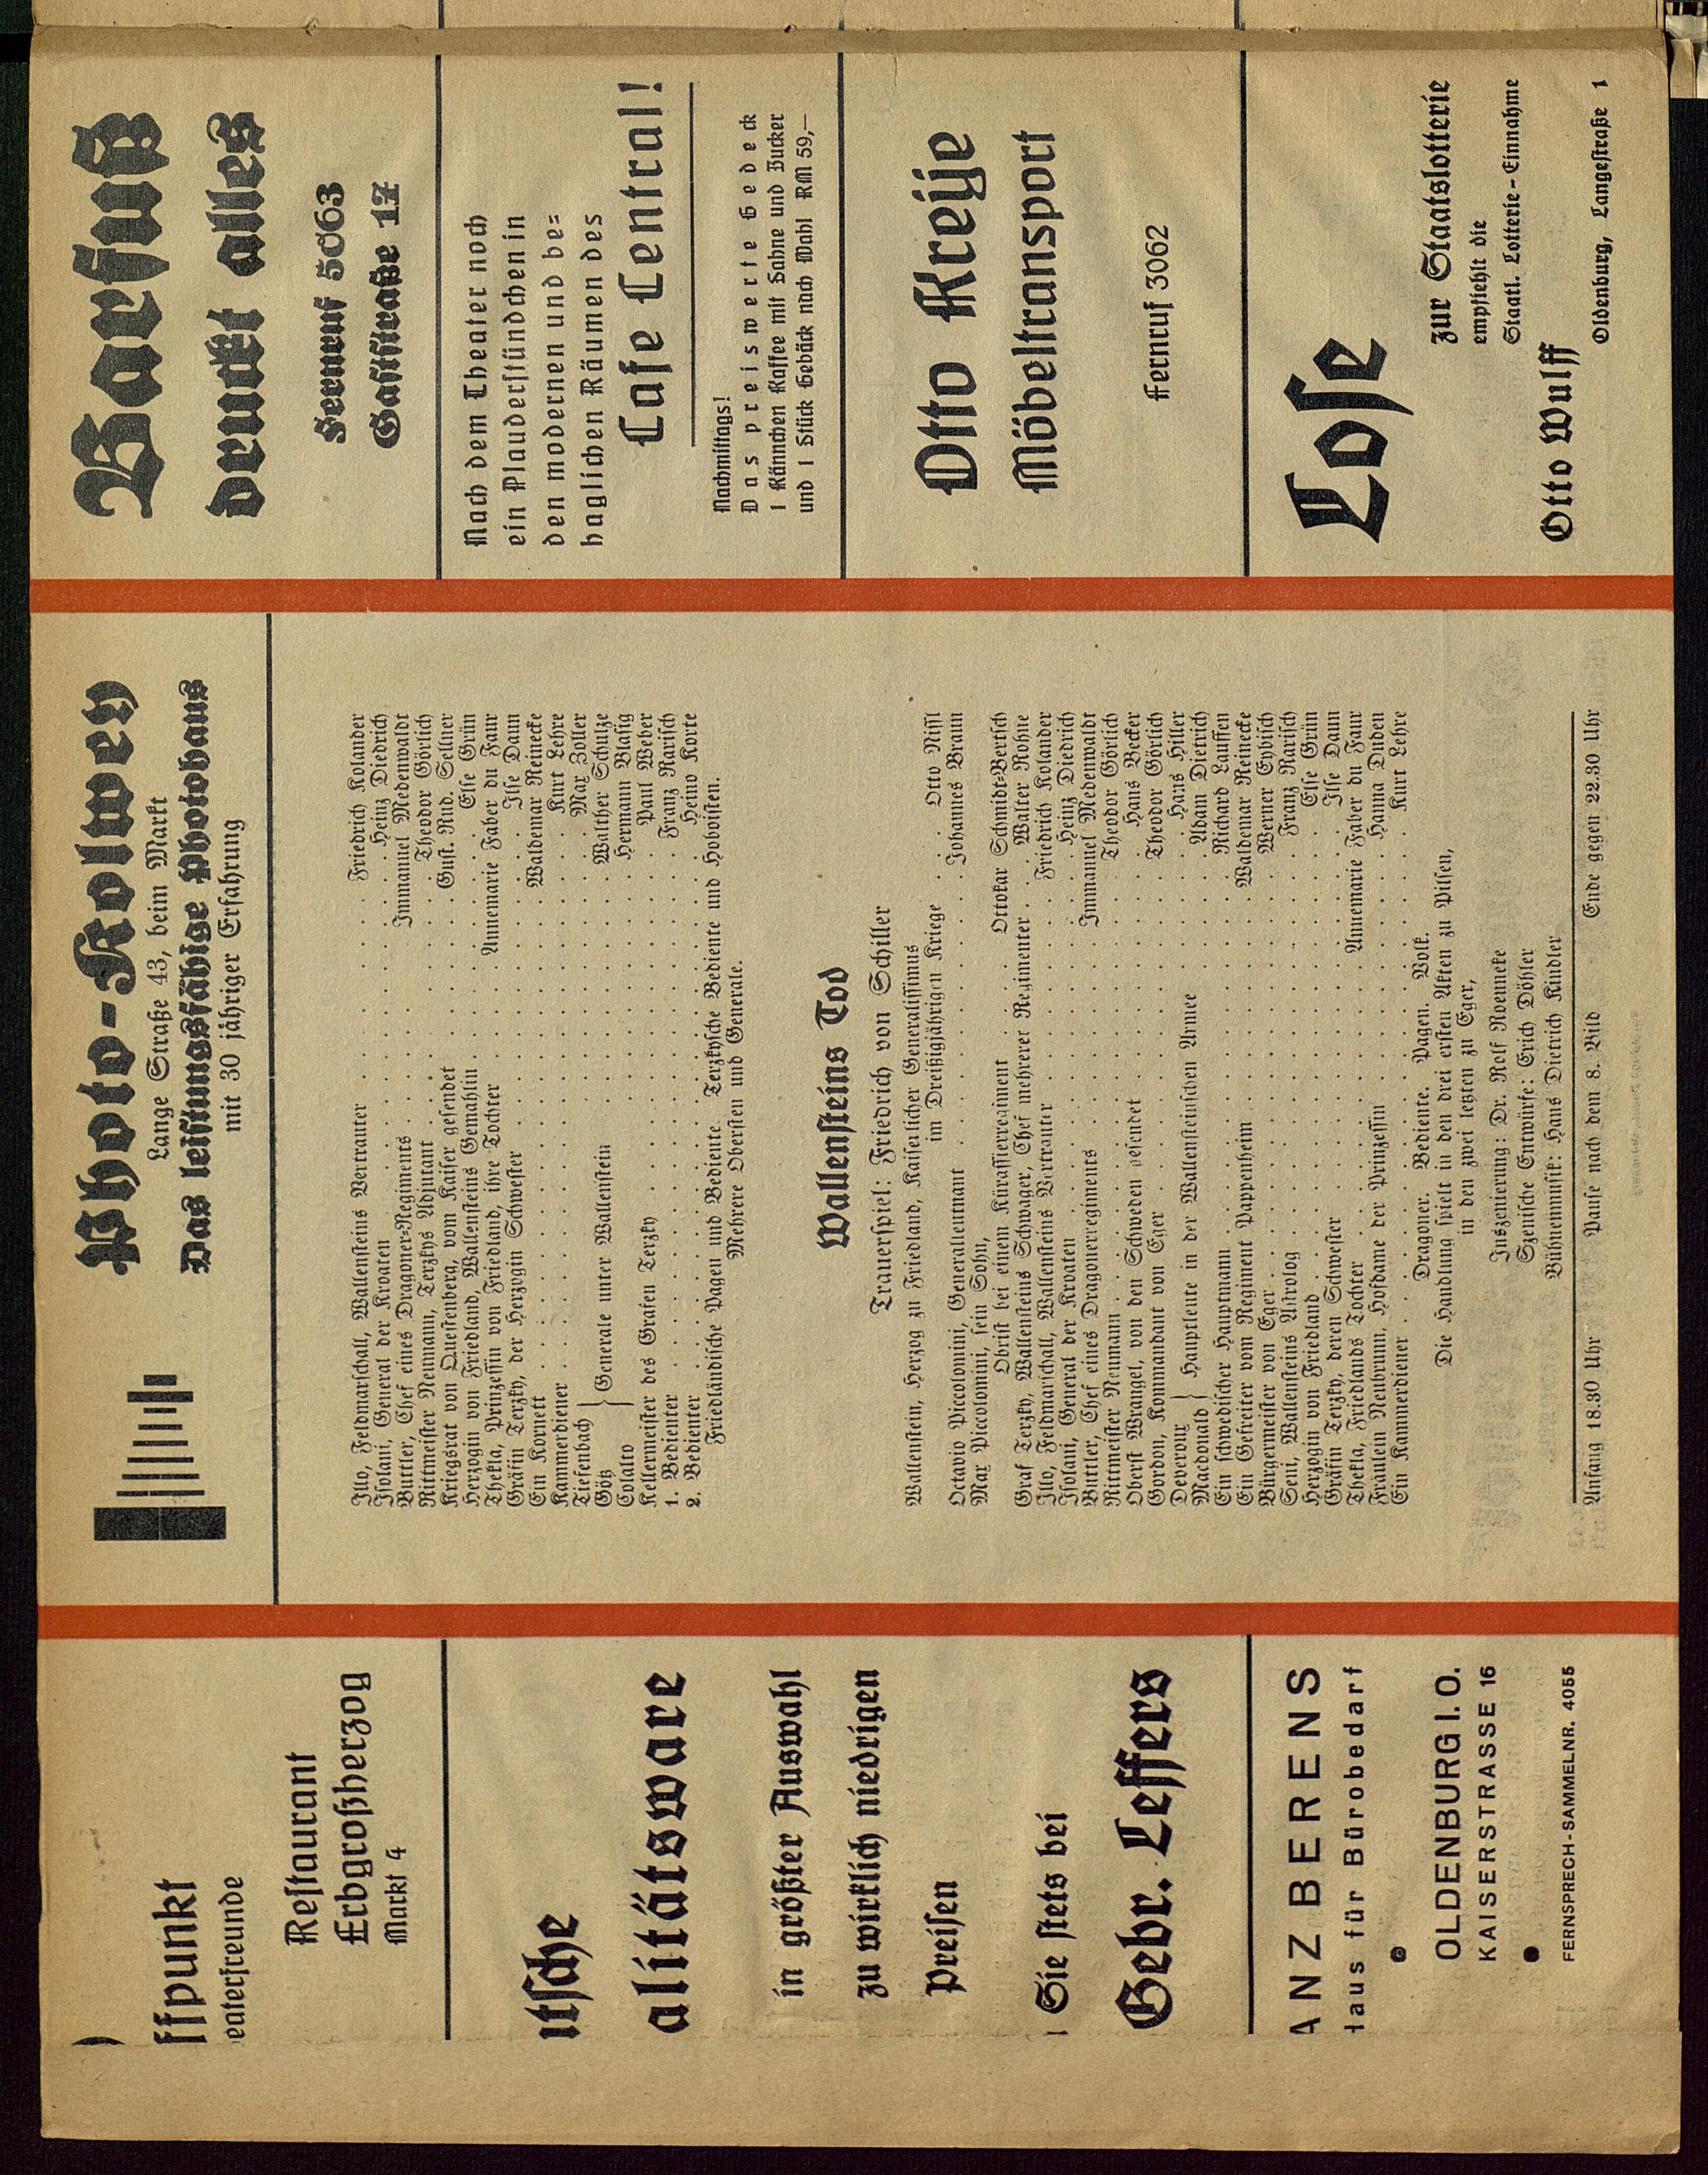 ffpunkt
eaterfreunde
Restaurant
Erbgroßherzog
Markt 4
tsche
alitätsware
in größter Auswahl
zu wirklich niedrigen
Preisen
Sie stets bei
Gebr. Leffers
ANZ BERENS
aus für Bürobedarf
OLDENBURG I. O.
KAISERSTRASSE 16
FERNSPRECH-SAMMELNR. 4055
Photo-Kolwey
Lange Straße 43, beim Markt
Das leistungsfähige Photohaus
mit 30 jähriger Erfahrung
Illo, Feldmarschall, Wallensteins Vertrauter . . . . . Friedrich Kolander
Isolani, General der Kroaten . . . . . Heinz Diedrich
Buttler, Chef eines Dragoner-Regiments . . . . . Immanuel Medenwaldt
Rittmeister Neumann, Terzkys Adjutant . . . . . Theodor Görlich
Kriegsrat von Questenberg, vom Kaiser gesendet . . . . . Gust. Rud. Sellner
Herzogin von Friedland, Wallensteins Gemahlin . . . . . Else Grün
Thekla, Prinzessin von Friedland, ihre Tochter . . . . . Annemarie Faber du Faur
Gräfin Terzky, der Herzogin Schwester . . . . . Ilse Dann
Ein Kornett . . . . . Waldemar Reinecke
Kammerdiener . . . . . Kurt Lehre
Tiefenbach . . . . . Max Zoller
Götz } Generale unter Wallenstein . . . . . Walther Schulze
Colalto . . . . . Hermann Blasig
Kellermeister des Grafen Terzky . . . . . Paul Weber
1. Bedienter . . . . . Franz Rarisch
2. Bedienter . . . . . Heino Korte
Friedländische Pagen und Bediente. Terzkysche Bediente und Hoboisten.
Mehrere Obersten und Generale.
Wallensteins Tod
Trauerspiel: Friedrich von Schiller
Wallenstein, Herzog zu Friedland, Kaiserlicher Generalissimus
im Dreißigjährigen Kriege . . Otto Nissl
Octavio Piccolomini, Generalleutnant . . . . . Johannes Braun
Max Piccolomini, sein Sohn,
Obrist bei einem Kürassierregiment . . . . . Ottokar Schmidt-Bertsch
Graf Terzky, Wallensteins Schwager, Chef mehrerer Regimenter . . . Walter Rohne
Illo, Feldmarschall, Wallensteins Vertrauter . . . . . Friedrich Kolander
Isolani, General der Kroaten . . . . . Heinz Diedrich
Buttler, Chef eines Dragonerregiments . . . . . Immanuel Medenwaldt
Rittmeister Neumann . . . . . Theodor Görlich
Oberst Wrangel, von den Schweden gesendet . . . . . Hans Becker
Gordon, Kommandant von Eger . . . . . Theodor Görlich
Deveroux } Hauptleute in der Wallensteinschen Armee . . . . . Hans Hiller
Macdonald . . . . . Adam Dietrich
Ein schwedischer Hauptmann . . . . . Richard Lauffen
Ein Gefreiter vom Regiment Pappenheim . . . . . Waldemar Reinecke
Bürgermeister von Eger . . . . . Werner Eybisch
Seni, Wallensteins Astrolog . . . . . Franz Rarisch
Herzogin von Friedland . . . . . Else Grün
Gräfin Terzky, deren Schwester . . . . . Ilse Dann
Thekla, Friedlands Tochter . . . . . Annemarie Faber du Faur
Fräulein Neubrunn, Hofdame der Prinzessin . . . . . Hanna Duden
Ein Kammerdiener . . . . . Kurt Lehre
Dragoner. Bediente. Pagen. Volk.
Die Handlung spielt in den drei ersten Akten zu Pilsen,
in den zwei letzten zu Eger,
Inszenierung: Dr. Rolf Roenneke
Szenische Entwürfe: Erich Döhler
Bühnenmusik: Hans Dietrich Kindler
Anfang 18.30 Uhr Pause nach dem 8. Bild Ende gegen 22.30 Uhr
Barfuß
druckt alles
Fernruf 5063
Gaststraße 17
Nach dem Theater noch
ein Plauderstündchen in
den modernen und be-
haglichen Räumen des
Cafe Central!
Nachmittags!
Das preiswerte Gedeck
1 Kännchen Kaffee mit Sahne und Zucker
und 1 Stück Gebäck nach Wahl RM 59,—
Otto Kreije
Möbeltransport
Fernruf 3062
Lose
zur Staatslotterie
empfiehlt die
Staatl. Lotterie-Einnahme
Otto Wulff
Oldenburg, Langestraße 1